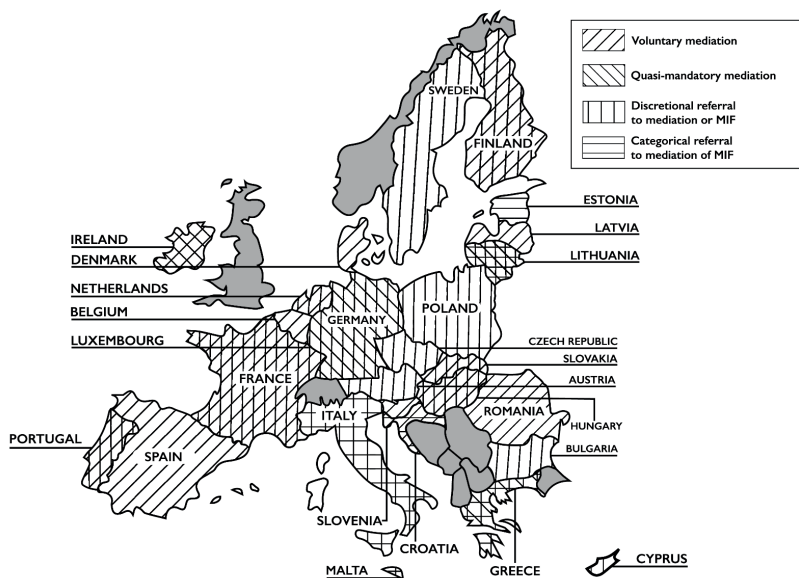 Voluntary mediation
Quasi-mandatory mediation
Discretional referral
to mediation or MIF
Categorical referral
to mediation of MIF
SWEDEN
FINLAND
ESTONIA
LATVIA
LITHUANIA
IRELAND
DENMARK
NETHERLANDS
BELGIUM
LUXEMBOURG
GERMANY
POLAND
CZECH REPUBLIC
SLOVAKIA
AUSTRIA
FRANCE
ITALY
ROMANIA
HUNGARY
PORTUGAL
SPAIN
BULGARIA
SLOVENIA
CROATIA
MALTA
GREECE
CYPRUS